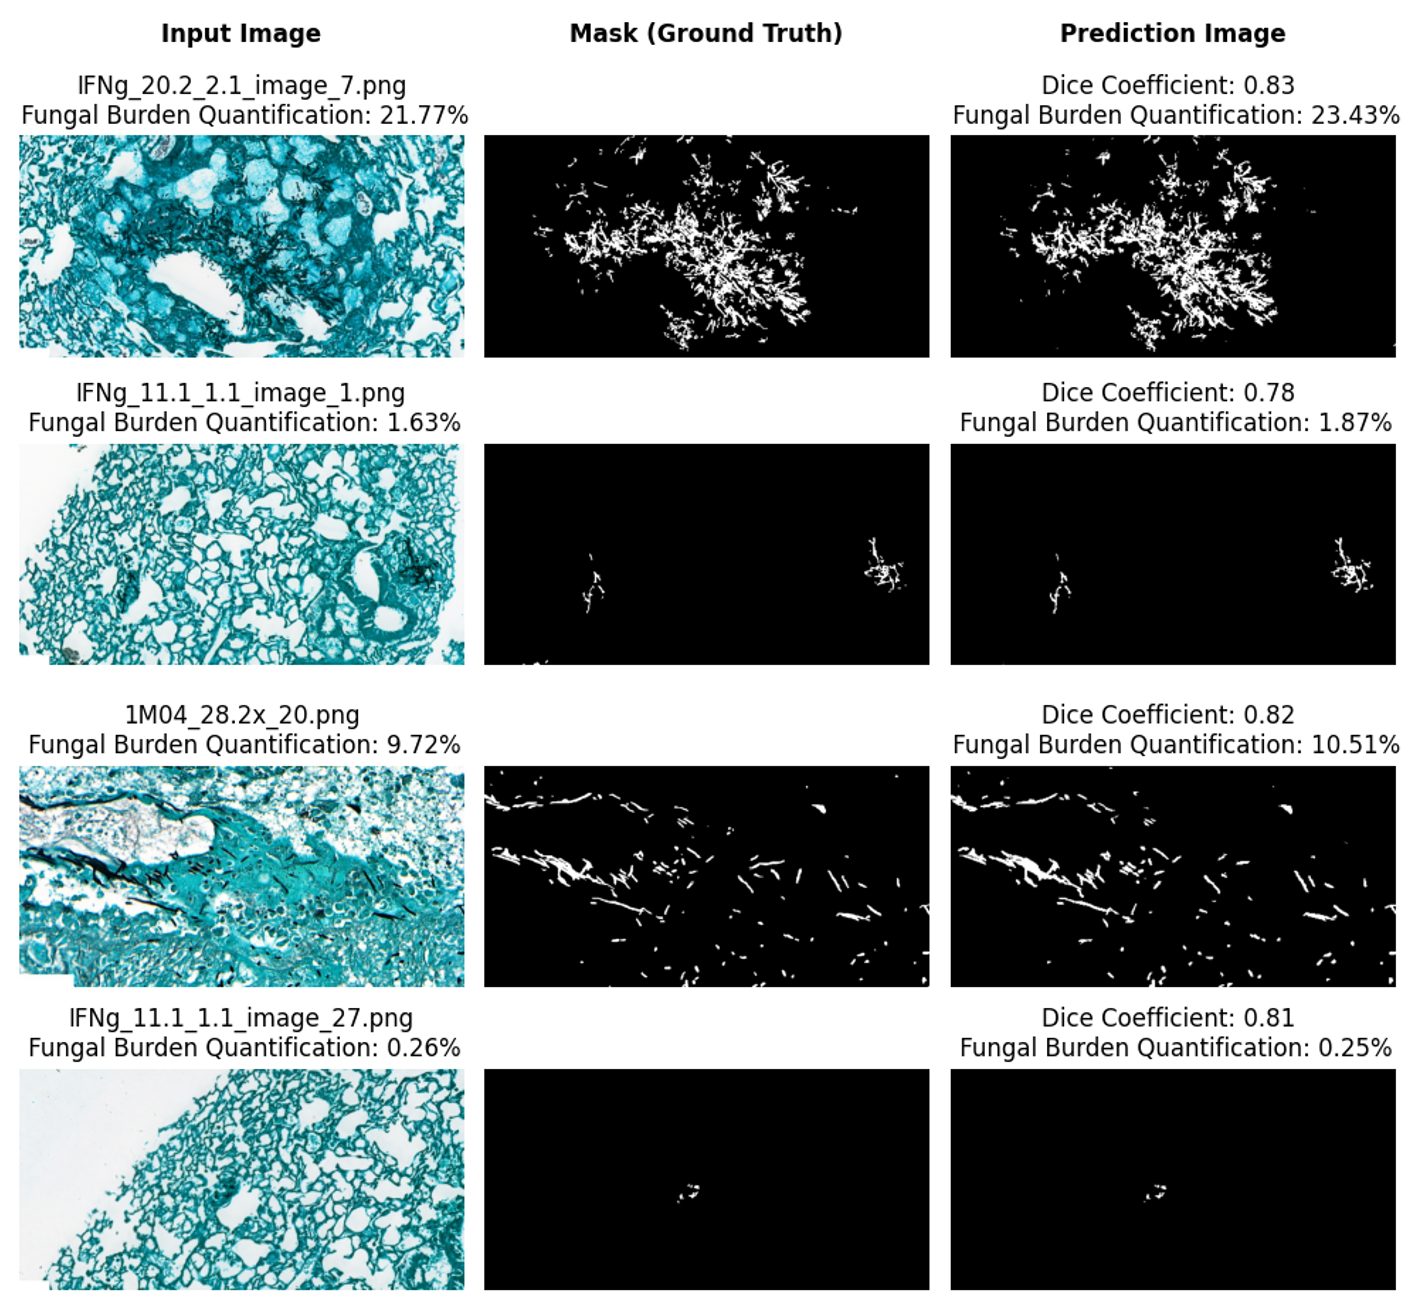 Input Image
Mask (Ground Truth)
Prediction Image
IFNg_20.2_2.1_image_7.png
Fungal Burden Quantification: 21.77%
Dice Coefficient: 0.83
Fungal Burden Quantification: 23.43%
IFNg_11.1_1.1_image_1.png
Fungal Burden Quantification: 1.63%
Dice Coefficient: 0.78
Fungal Burden Quantification: 1.87%
1M04_28.2x_20.png
Fungal Burden Quantification: 9.72%
Dice Coefficient: 0.82
Fungal Burden Quantification: 10.51%
IFNg_11.1_1.1_image_27.png
Fungal Burden Quantification: 0.26%
Dice Coefficient: 0.81
Fungal Burden Quantification: 0.25%